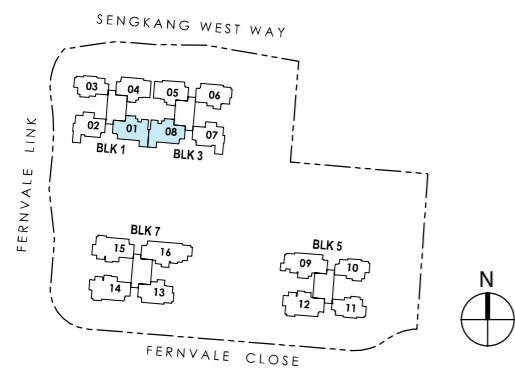 SENGKANG WEST WAY
03
04
05
06
02
01
08
07
BLK 1
BLK 3
FERNVALE LINK
BLK 7
BLK 5
15
16
09
10
14
13
12
11
N
FERNVALE CLOSE